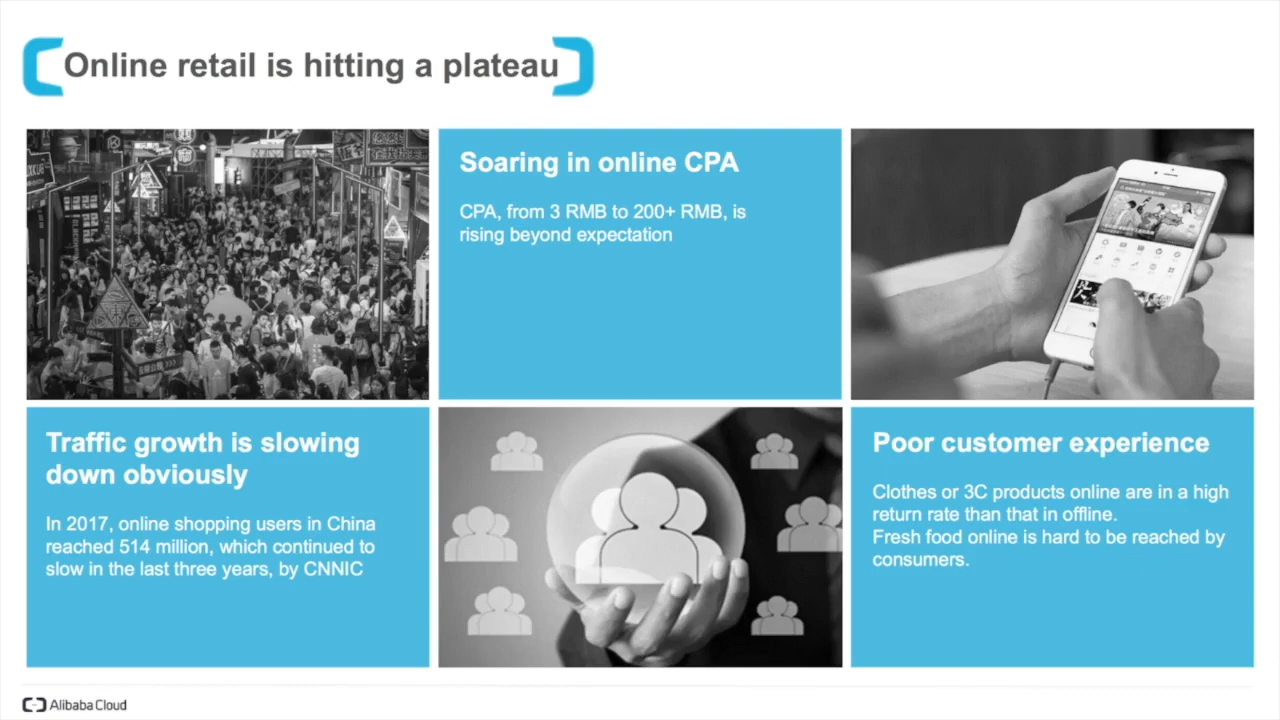 Online retail is hitting a plateau
Soaring in online CPA
CPA, from 3 RMB to 200+ RMB, is
rising beyond expectation
Traffic growth is slowing
down obviously
In 2017, online shopping users in China
reached 514 million, which continued to
slow in the last three years, by CNNIC
Poor customer experience
Clothes or 3C products online are in a high
return rate than that in offline.
Fresh food online is hard to be reached by
consumers.
Alibaba Cloud